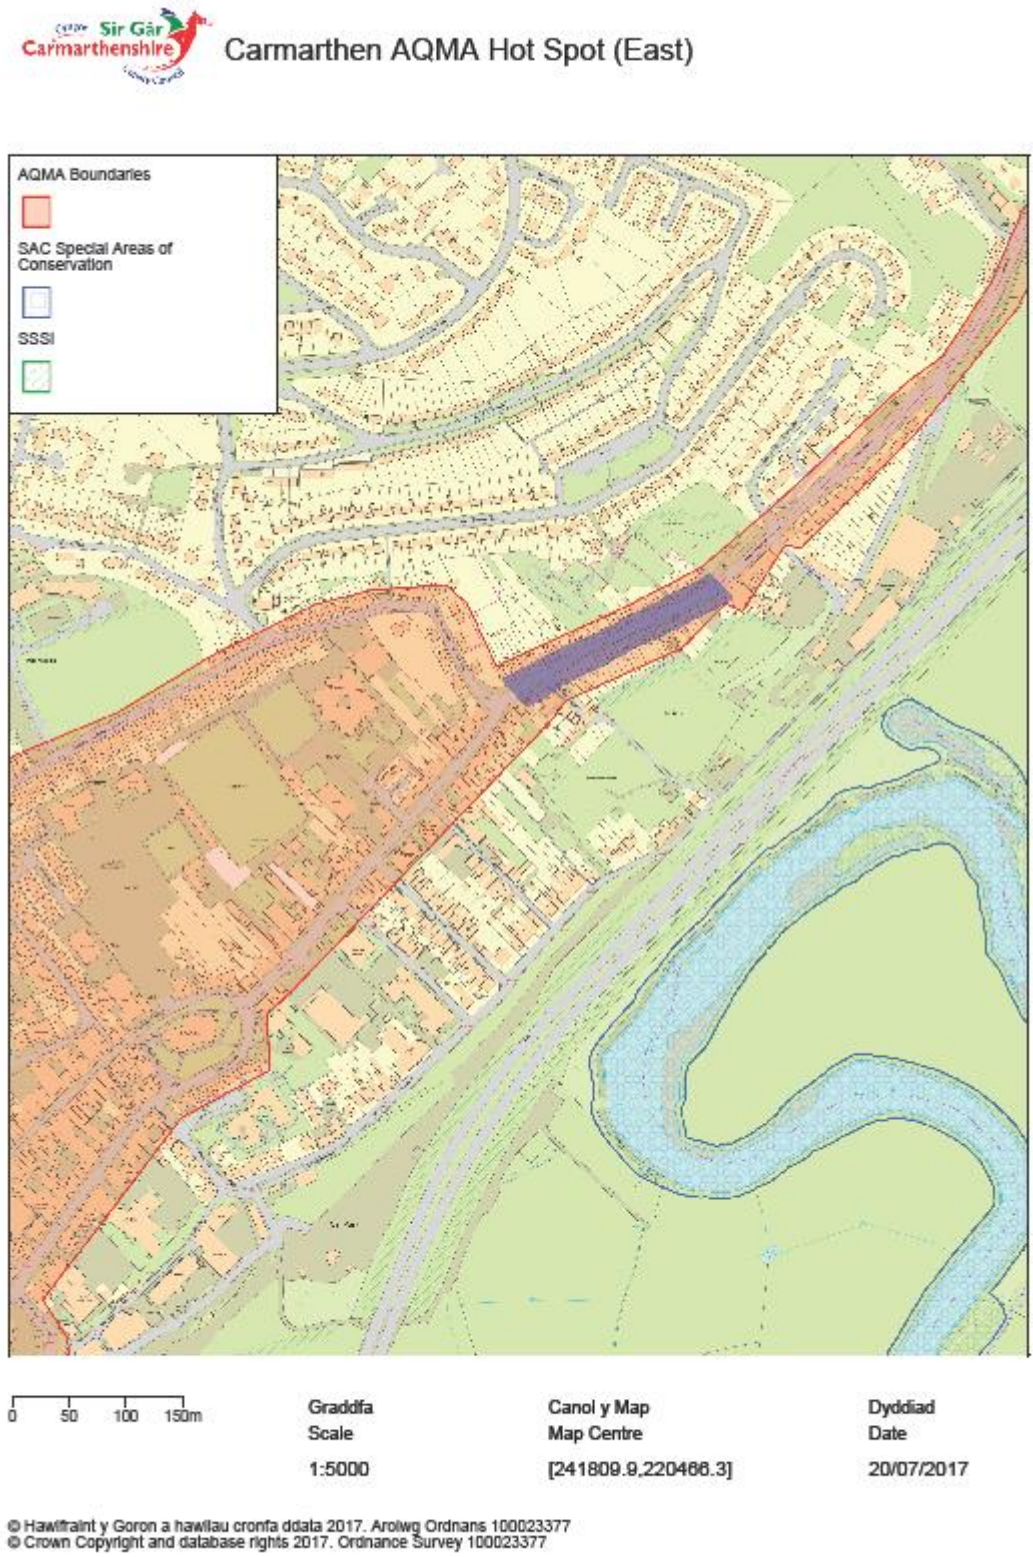 Sir Gâr
Carmarthenshire
Carmarthen AQMA Hot Spot (East)
AQMA Boundaries
SAC Special Areas of
Conservation
SSSI
0 50 100 150m
Graddfa
Scale
1:5000
Canol y Map
Map Centre
[241809.9,220466.3]
Dyddiad
Date
20/07/2017
© Hawlfraint y Goron a hawliau cronfa ddata 2017. Arolwg Ordnans 100023377
© Crown Copyright and database rights 2017. Ordnance Survey 100023377